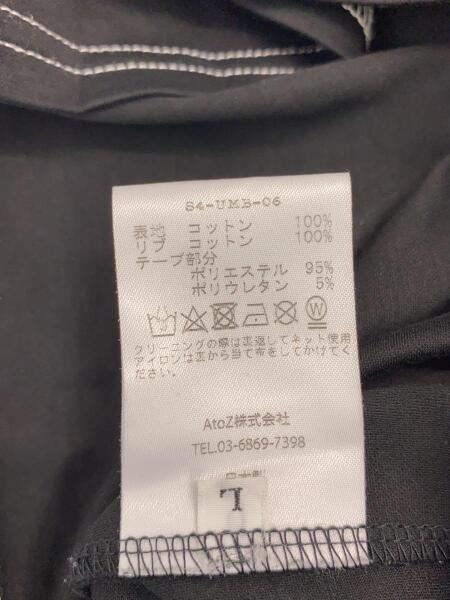 S4-UMB-06
表地 コットン 100%
リブ コットン 100%
テープ部分
ポリエステル 95%
ポリウレタン 5%
クリーニングの際は裏返してネット使用
アイロンは裏から当て布をしてかけてく
ださい。
AtoZ株式会社
TEL.03-6869-7398
日本製
L